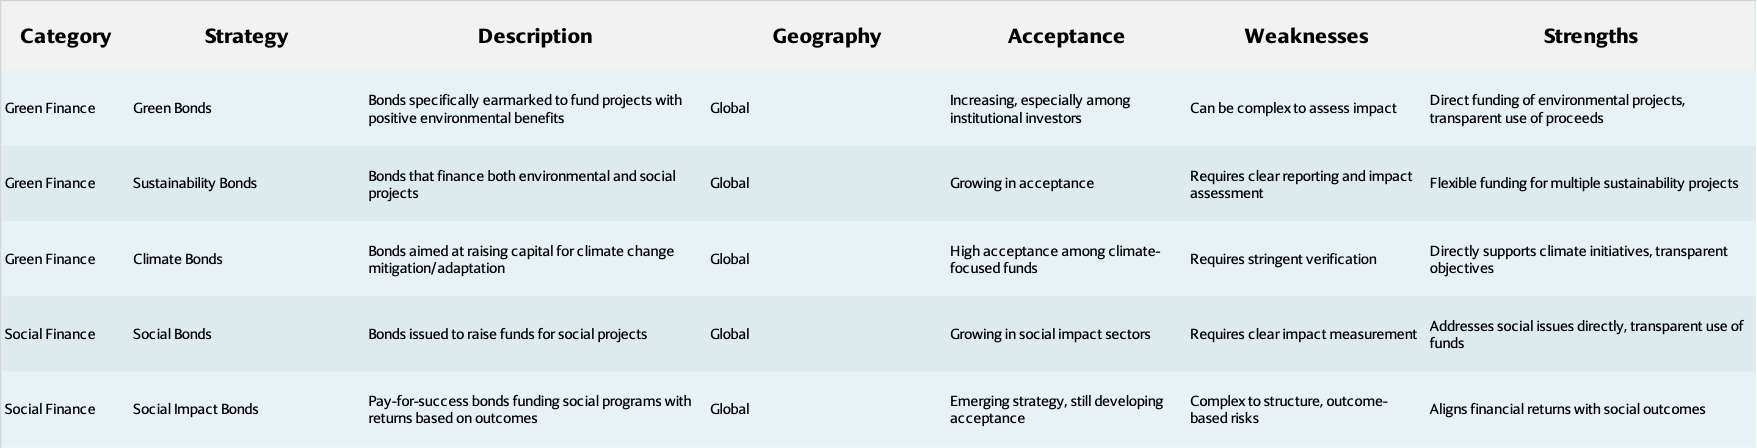 Category Strategy Description Geography Acceptance Weaknesses Strengths
Green Finance Green Bonds Bonds specifically earmarked to fund projects with Global Increasing, especially among Can be complex to assess impact Direct funding of environmental projects,
positive environmental benefits institutional investors transparent use of proceeds
Green Finance Sustainability Bonds Bonds that finance both environmental and social Global Growing in acceptance Requires clear reporting and impact Flexible funding for multiple sustainability projects
projects assessment
Green Finance Climate Bonds Bonds aimed at raising capital for climate change Global High acceptance among climate- Requires stringent verification Directly supports climate initiatives, transparent
mitigation/adaptation focused funds objectives
Social Finance Social Bonds Bonds issued to raise funds for social projects Global Growing in social impact sectors Requires clear impact measurement Addresses social issues directly, transparent use of
funds
Social Finance Social Impact Bonds Pay-for-success bonds funding social programs with Global Emerging strategy, still developing Complex to structure, outcome- Aligns financial returns with social outcomes
returns based on outcomes acceptance based risks